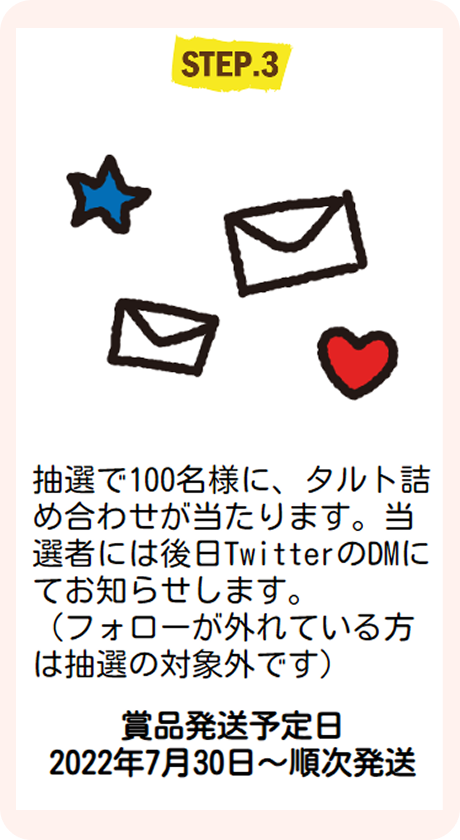 STEP.3
抽選で100名様に、タルト詰
め合わせが当たります。当
選者には後日TwitterのDMに
てお知らせします。
（フォローが外れている方
は抽選の対象外です）
賞品発送予定日
2022年7月30日～順次発送